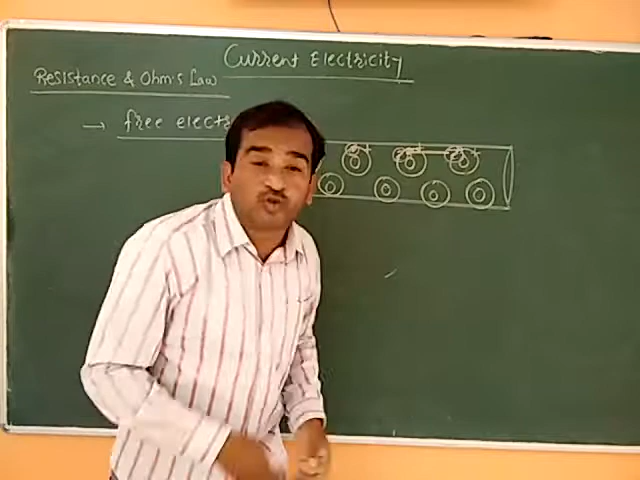 Current Electricity
Resistance & Ohm's Law
→ free electr